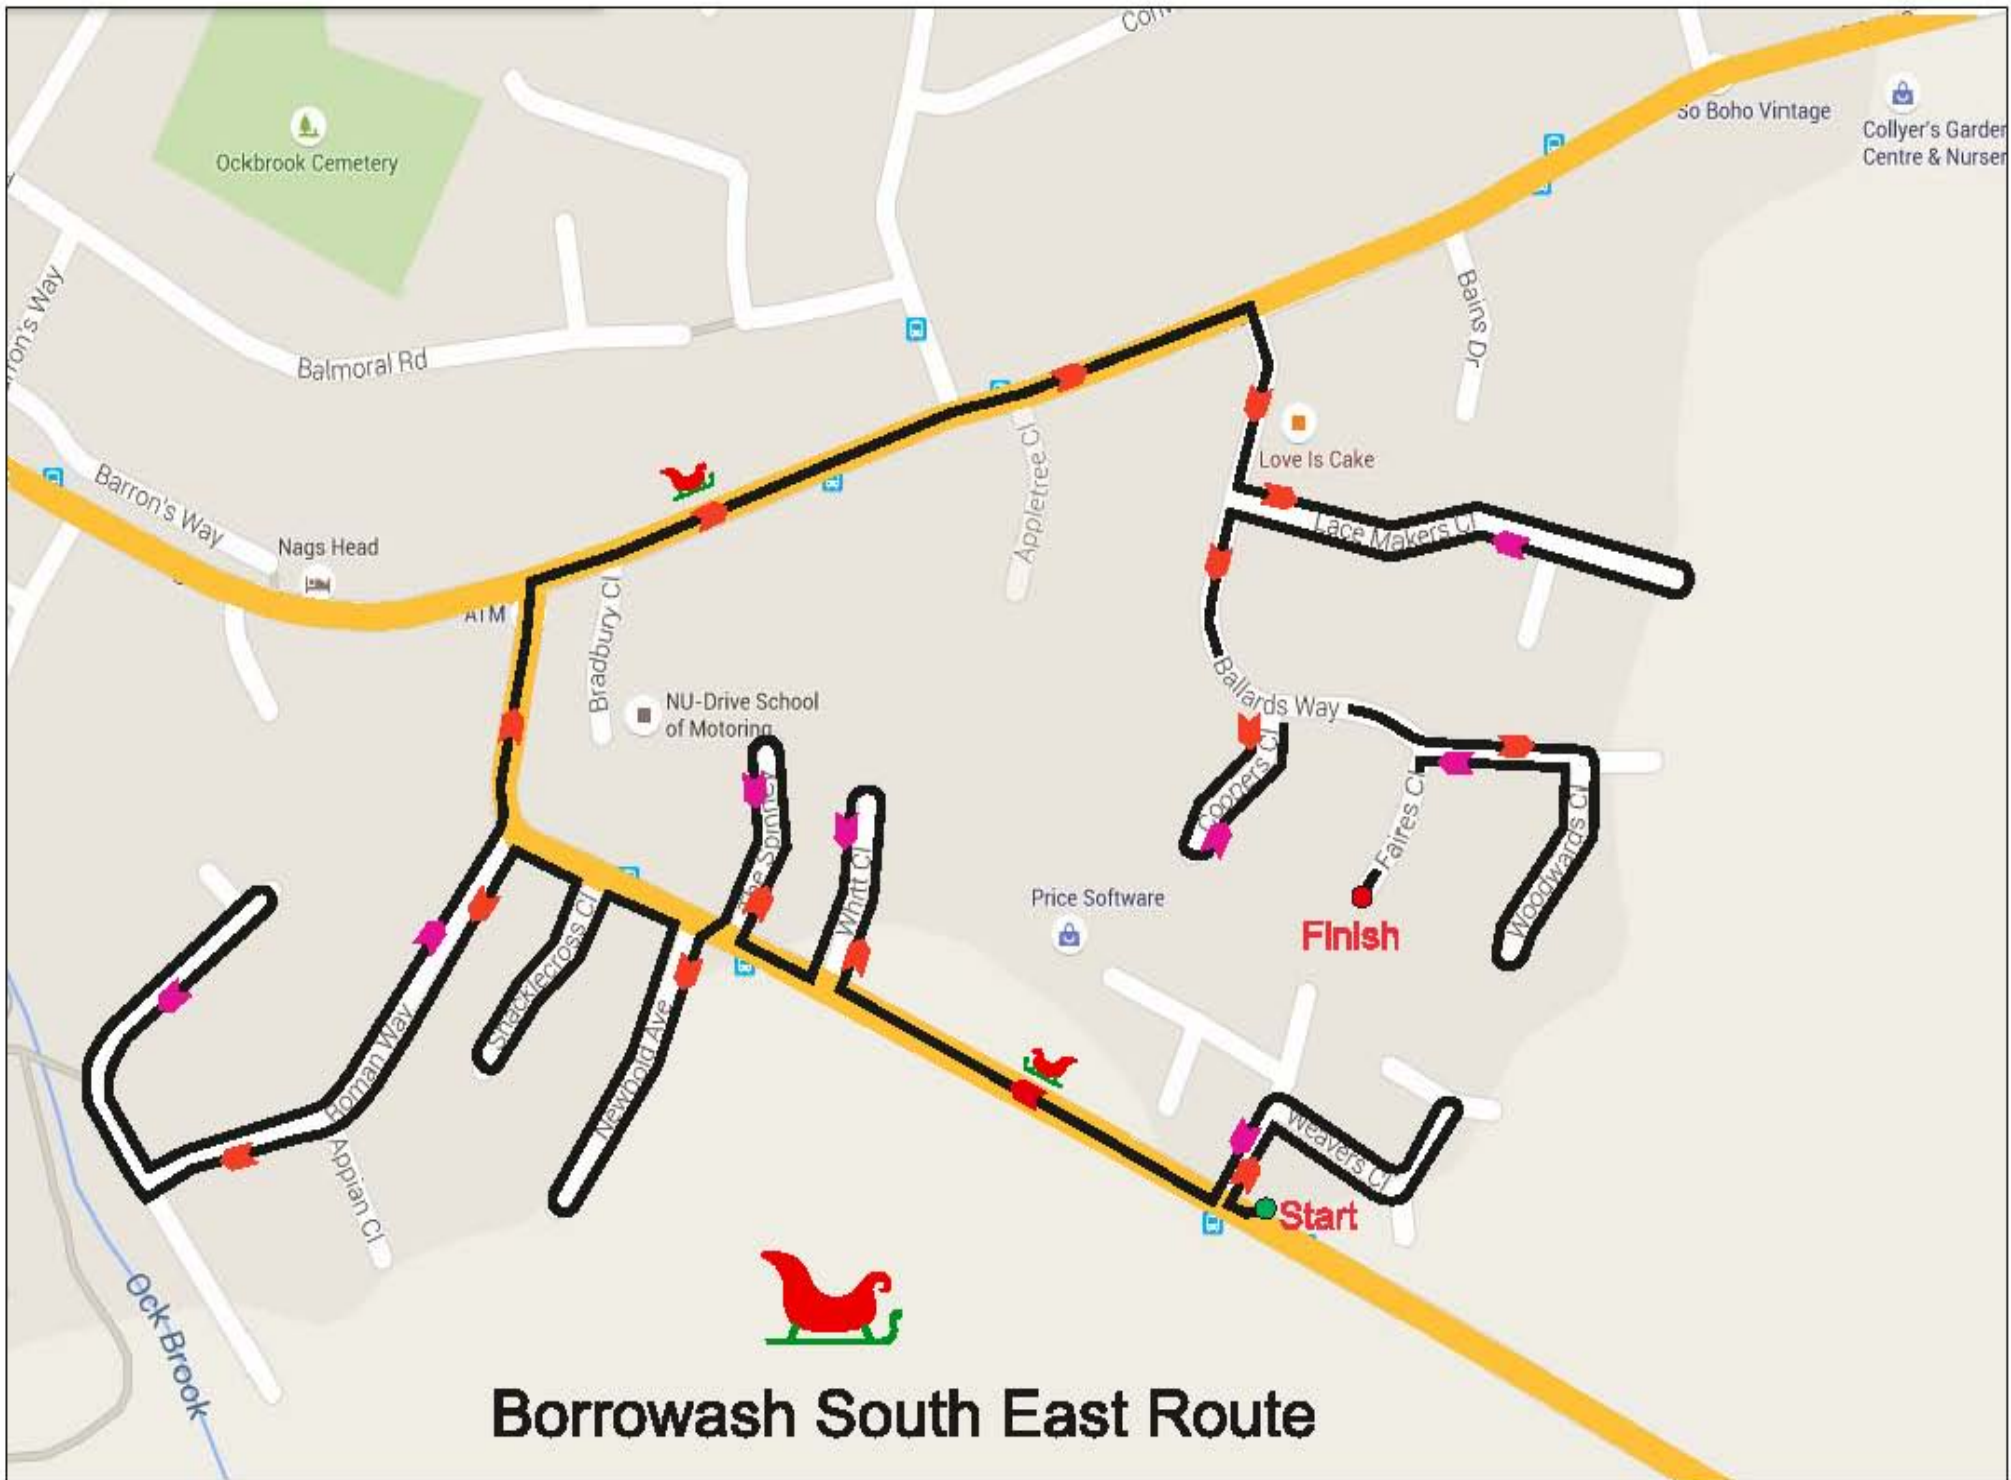 So Boho Vintage
Collyer's Garden
Centre & Nurser
Ockbrook Cemetery
Balmoral Rd
Bains Dr
Love Is Cake
Barron's Way
Nags Head
ATM
Appletree Cl
Lace Makers Cl
Bradbury Cl
NU-Drive School
of Motoring
Ballards Way
Coopers Cl
Faires Cl
Woodwards Cl
The Spinney
Whitt Cl
Price Software
Finish
Shacklecross Cl
Newbold Ave
Roman Way
Appian Cl
Weavers Cl
Start
Ock Brook
Borrowash South East Route